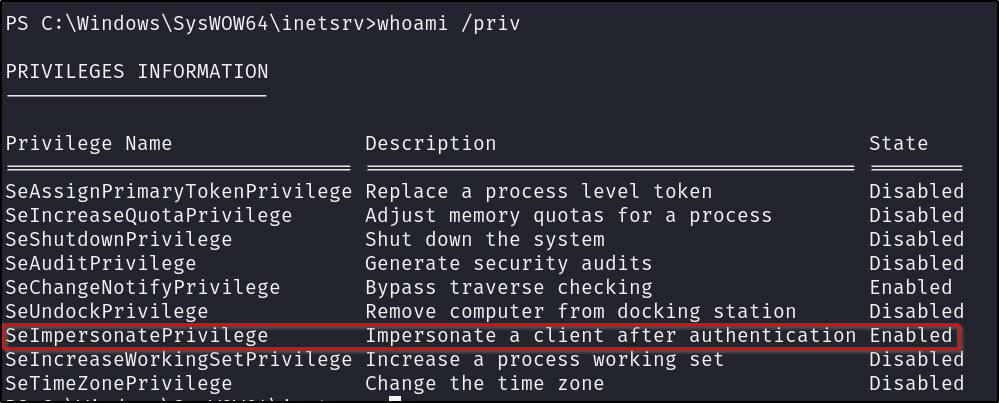 PS C:\Windows\SysWOW64\inetsrv>whoami /priv
PRIVILEGES INFORMATION
Privilege Name Description State
SeAssignPrimaryTokenPrivilege Replace a process level token Disabled
SeIncreaseQuotaPrivilege Adjust memory quotas for a process Disabled
SeShutdownPrivilege Shut down the system Disabled
SeAuditPrivilege Generate security audits Disabled
SeChangeNotifyPrivilege Bypass traverse checking Enabled
SeUndockPrivilege Remove computer from docking station Disabled
SeImpersonatePrivilege Impersonate a client after authentication Enabled
SeIncreaseWorkingSetPrivilege Increase a process working set Disabled
SeTimeZonePrivilege Change the time zone Disabled